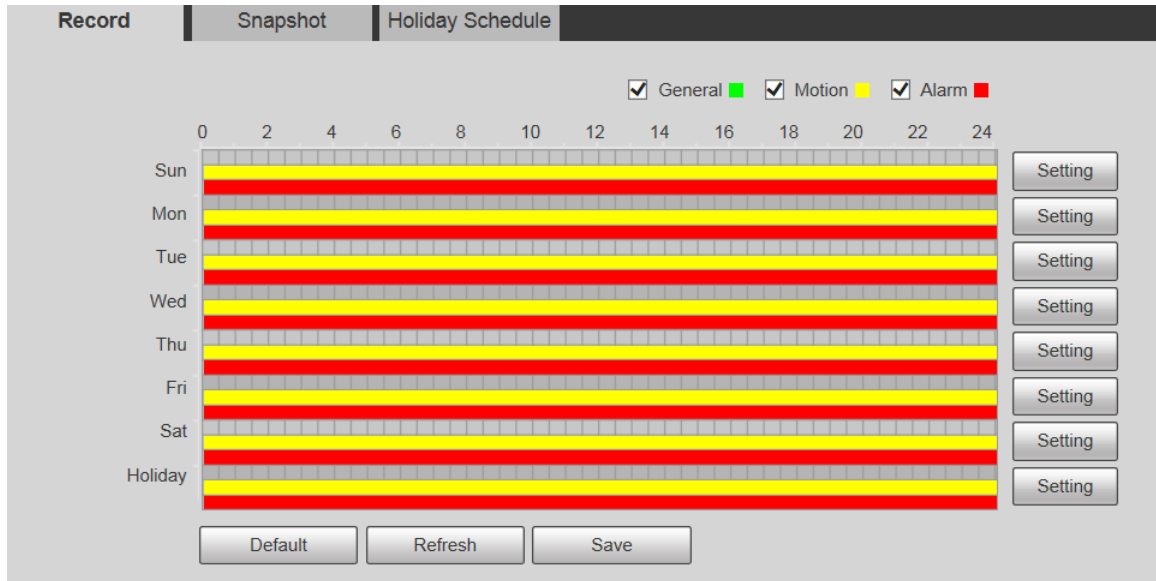 Record Snapshot Holiday Schedule
General Motion Alarm
0 2 4 6 8 10 12 14 16 18 20 22 24
Sun Setting
Mon Setting
Tue Setting
Wed Setting
Thu Setting
Fri Setting
Sat Setting
Holiday Setting
Default Refresh Save